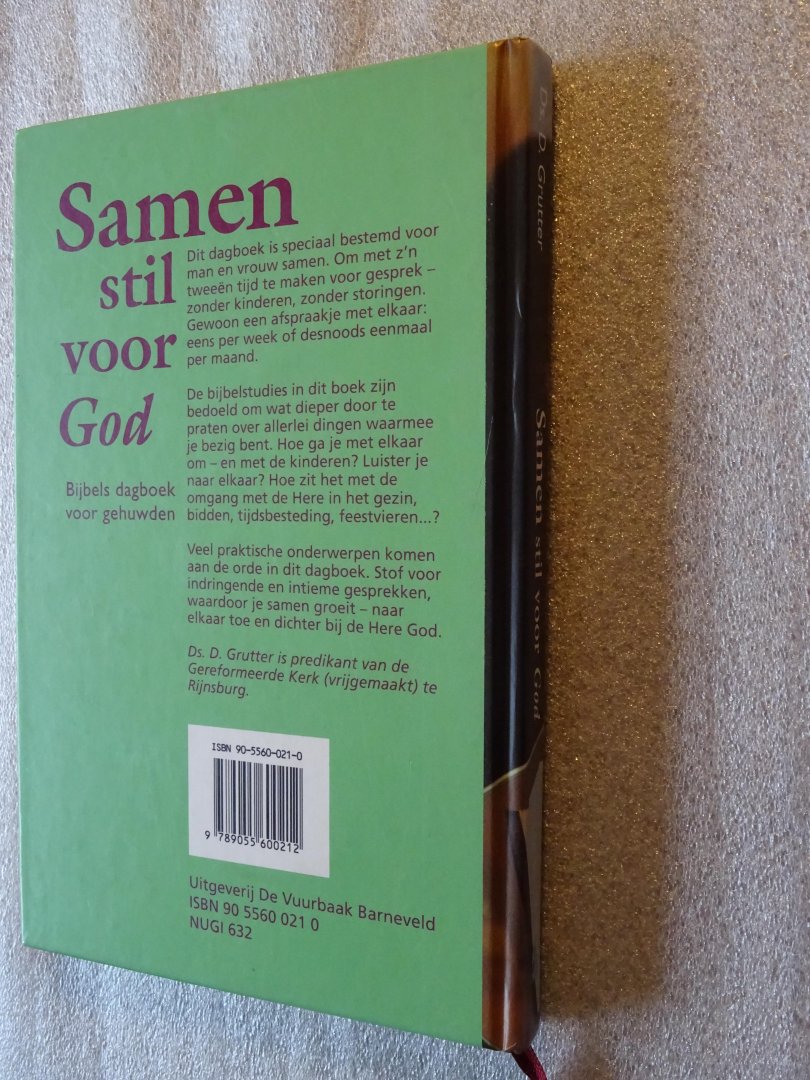 Samen
stil
voor
God
Bijbels dagboek
voor gehuwden
Dit dagboek is speciaal bestemd voor
man en vrouw samen. Om met z'n
tweeën tijd te maken voor gesprek –
zonder kinderen, zonder storingen.
Gewoon een afspraakje met elkaar:
eens per week of desnoods eenmaal
per maand.
De bijbelstudies in dit boek zijn
bedoeld om wat dieper door te
praten over allerlei dingen waarmee
je bezig bent. Hoe ga je met elkaar
om – en met de kinderen? Luister je
naar elkaar? Hoe zit het met de
omgang met de Here in het gezin,
bidden, tijdsbesteding, feestvieren...?
Veel praktische onderwerpen komen
aan de orde in dit dagboek. Stof voor
indringende en intieme gesprekken,
waardoor je samen groeit – naar
elkaar toe en dichter bij de Here God.
Ds. D. Grutter is predikant van de
Gereformeerde Kerk (vrijgemaakt) te
Rijnsburg.
ISBN 90-5560-021-0
9 789055 600212
Uitgeverij De Vuurbaak Barneveld
ISBN 90 5560 021 0
NUGI 632
Ds. D. Grutter
Samen stil voor God